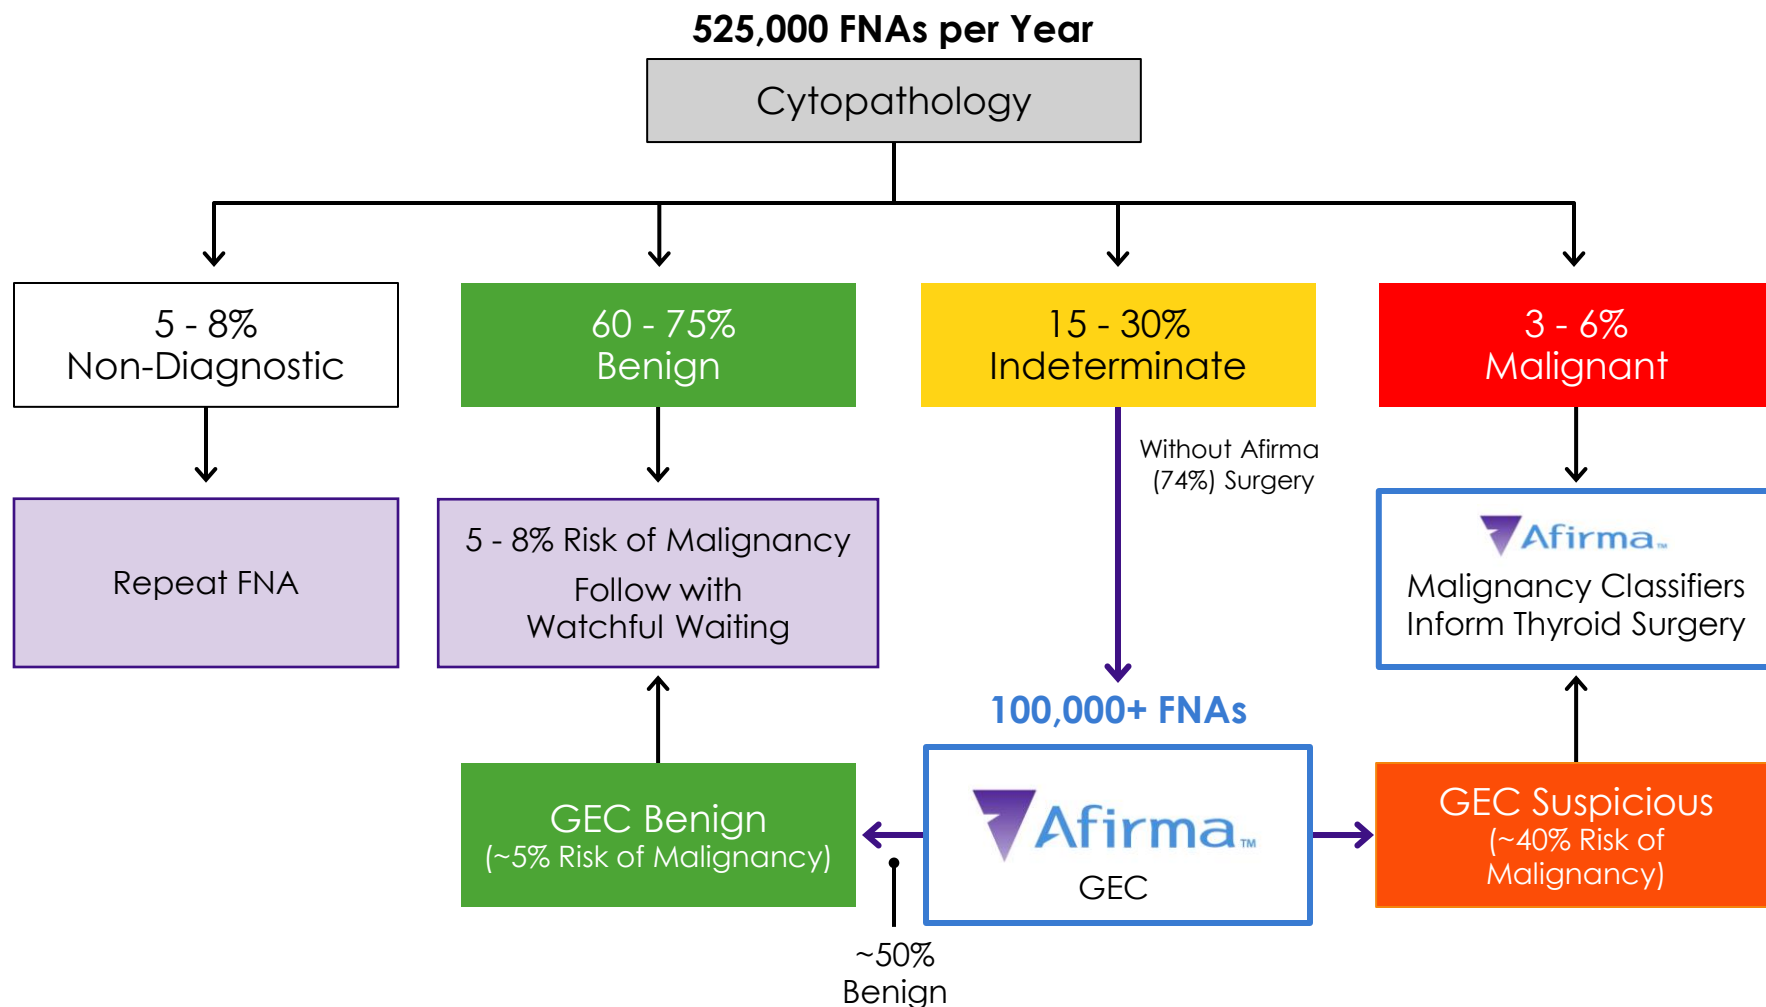 525,000 FNAs per Year
Cytopathology
5 - 8%
Non-Diagnostic
60 - 75%
Benign
15 - 30%
Indeterminate
3 - 6%
Malignant
Without Afirma
(74%) Surgery
Repeat FNA
5 - 8% Risk of Malignancy
Follow with
Watchful Waiting
Afirma™
Malignancy Classifiers
Inform Thyroid Surgery
100,000+ FNAs
GEC Benign
(~5% Risk of Malignancy)
Afirma™
GEC
GEC Suspicious
(~40% Risk of
Malignancy)
~50%
Benign